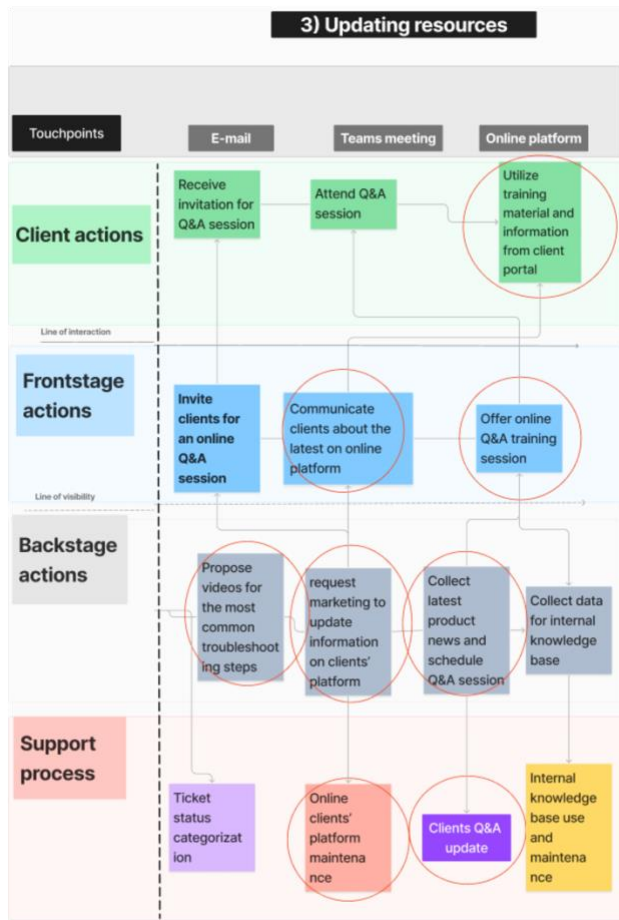 3) Updating resources
Touchpoints
E-mail
Teams meeting
Online platform
Client actions
Receive
invitation for
Q&A session
Attend Q&A
session
Utilize
training
material and
information
from client
portal
Line of interaction
Frontstage
actions
Invite
clients for
an online
Q&A
session
Communicate
clients about the
latest on online
platform
Offer online
Q&A training
session
Line of visibility
Backstage
actions
Propose
videos for
the most
common
troubleshoot
ing steps
request
marketing to
update
information
on clients'
platform
Collect
latest
product
news and
schedule
Q&A session
Collect data
for internal
knowledge
base
Support
process
Ticket
status
categorizat
ion
Online
clients'
platform
maintena
nce
Clients Q&A
update
Internal
knowledge
base use
and
maintena
nce